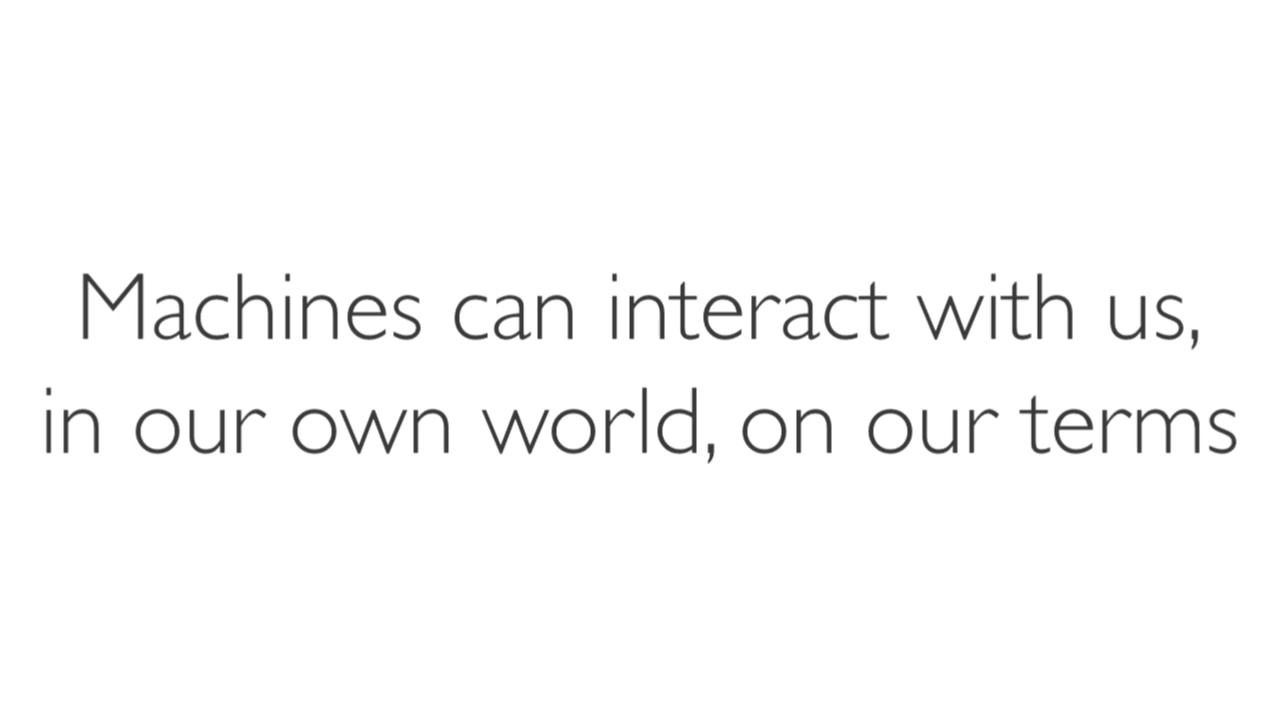 Machines can interact with us,
in our own world, on our terms